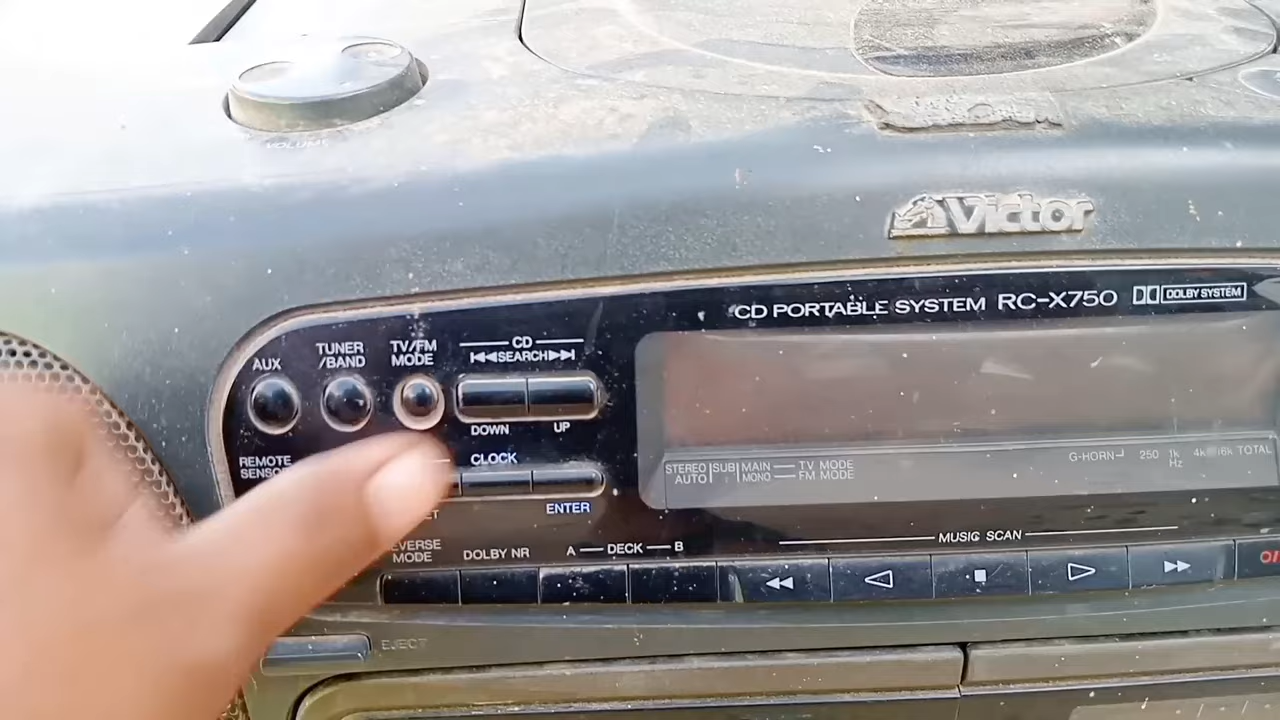 VOLUME
Victor
CD PORTABLE SYSTEM RC-X750 DOLBY SYSTEM
AUX
TUNER
/BAND
TV/FM
MODE
CD
SEARCH
DOWN UP
REMOTE
CLOCK
ENTER
STEREO SUB MAIN TV MODE
AUTO MONO FM MODE
G-HORN 250 1k 4k 16k TOTAL
Hz
MODE
DOLBY NR
A DECK B
MUSIC SCAN
EJECT